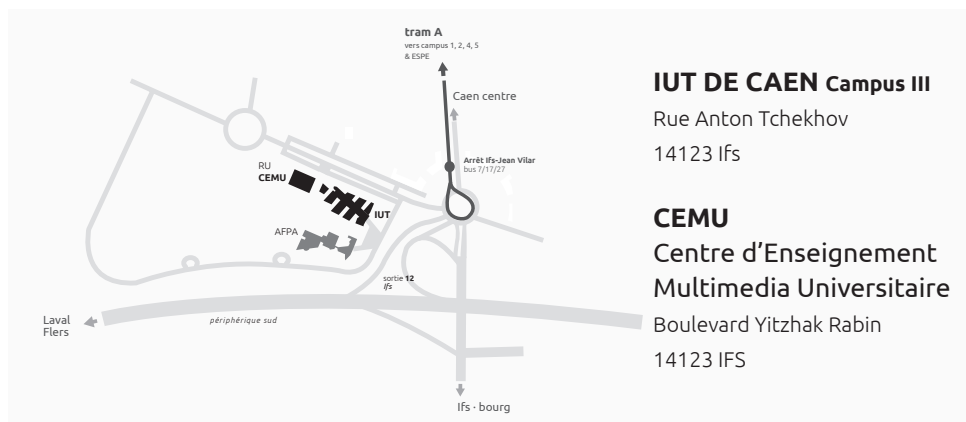 tram A
vers campus 1, 2, 4, 5
& ESPE
Caen centre
Arrêt Ifs-Jean Vilar
bus 7/17/27
RU
CEMU
IUT
AFPA
sortie 12
Ifs
Laval
Flers
périphérique sud
Ifs · bourg
IUT DE CAEN Campus III
Rue Anton Tchekhov
14123 Ifs
CEMU
Centre d’Enseignement
Multimedia Universitaire
Boulevard Yitzhak Rabin
14123 IFS